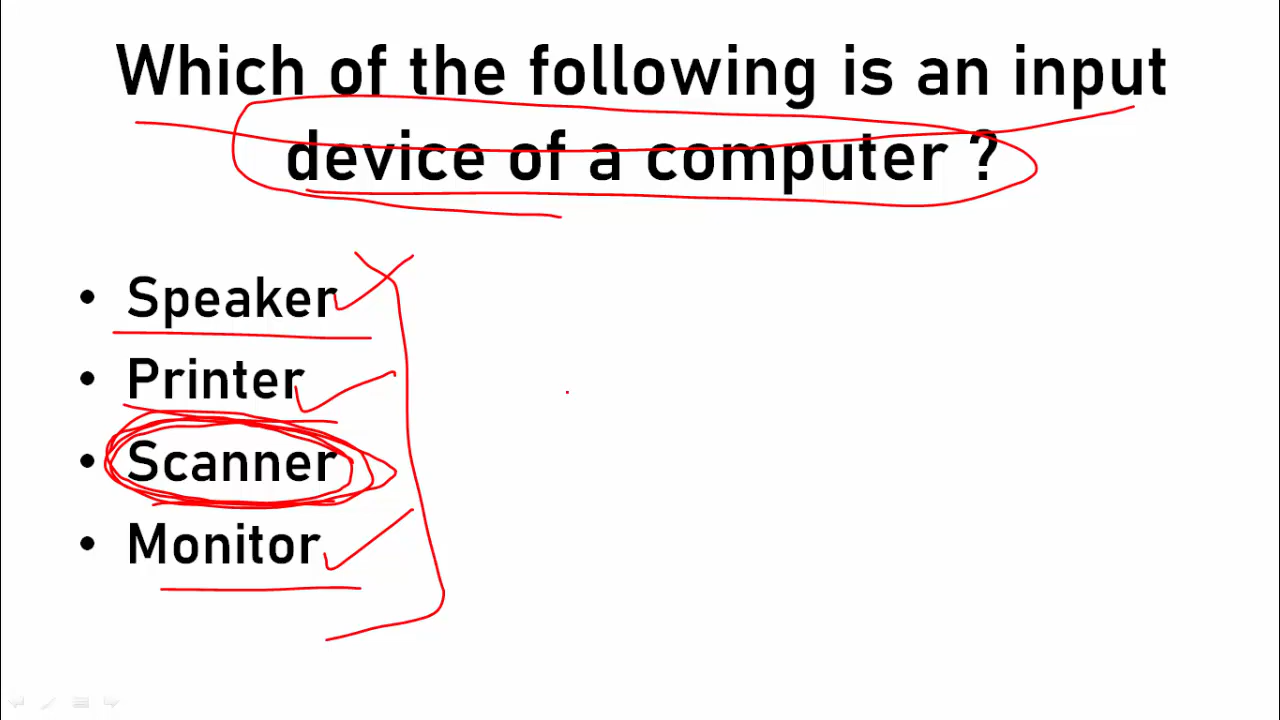 Which of the following is an input
device of a computer ?
• Speaker
• Printer
• Scanner
• Monitor